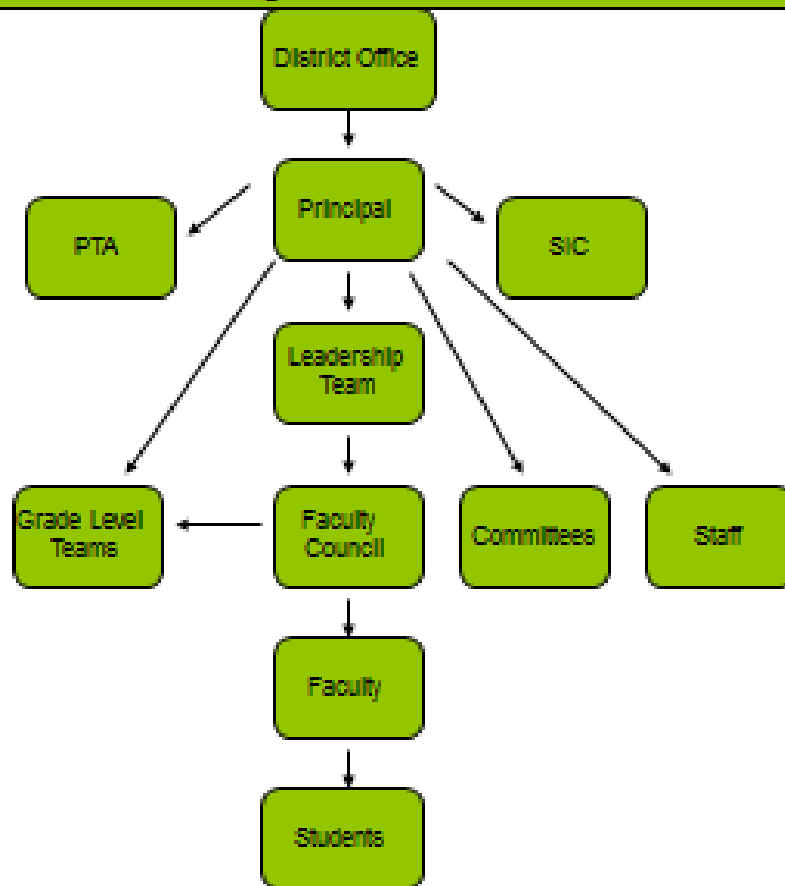 District Office
Principal
PTA
SIC
Leadership
Team
Grade Level
Teams
Faculty
Council
Committees
Staff
Faculty
Students